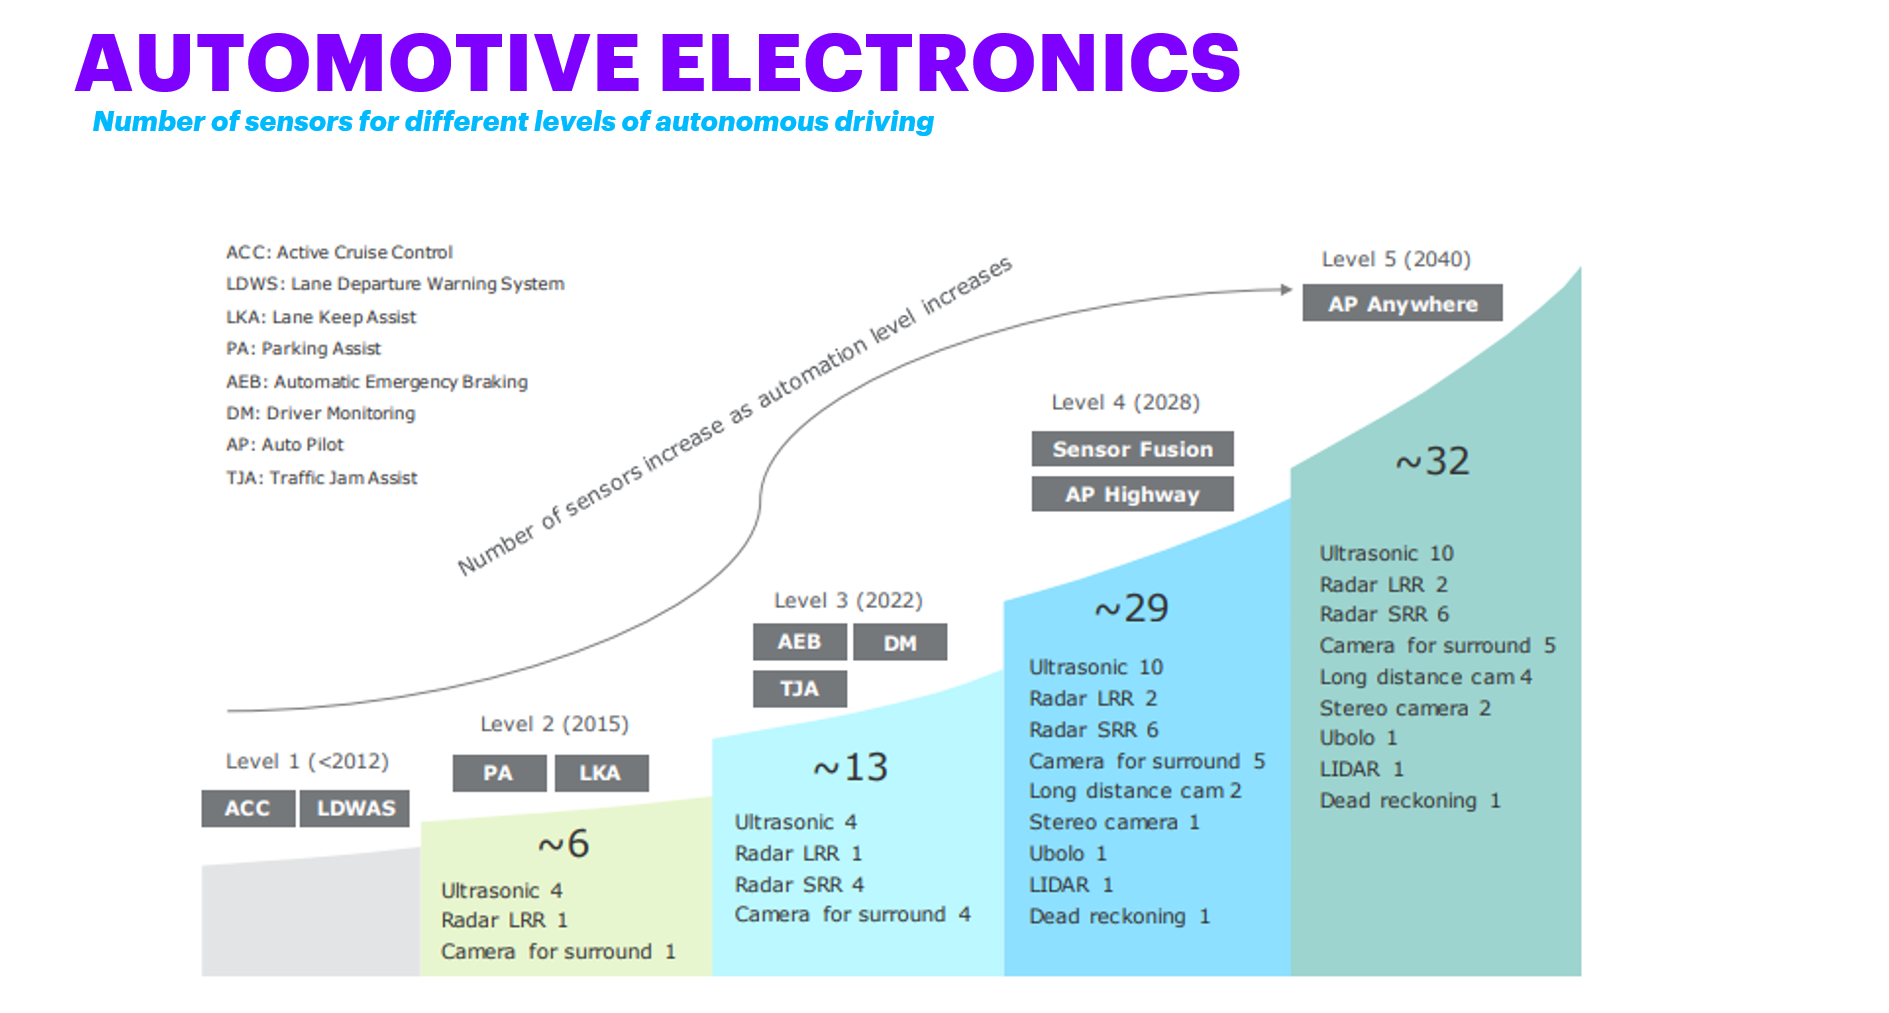 AUTOMOTIVE ELECTRONICS
Number of sensors for different levels of autonomous driving
ACC: Active Cruise Control
LDWS: Lane Departure Warning System
LKA: Lane Keep Assist
PA: Parking Assist
AEB: Automatic Emergency Braking
DM: Driver Monitoring
AP: Auto Pilot
TJA: Traffic Jam Assist
Number of sensors increase as automation level increases
Level 1 (<2012)
ACC
LDWAS
Level 2 (2015)
PA
LKA
~6
Ultrasonic 4
Radar LRR 1
Camera for surround 1
Level 3 (2022)
AEB
DM
TJA
~13
Ultrasonic 4
Radar LRR 1
Radar SRR 4
Camera for surround 4
Level 4 (2028)
Sensor Fusion
AP Highway
~29
Ultrasonic 10
Radar LRR 2
Radar SRR 6
Camera for surround 5
Long distance cam 2
Stereo camera 1
Ubolo 1
LIDAR 1
Dead reckoning 1
Level 5 (2040)
AP Anywhere
~32
Ultrasonic 10
Radar LRR 2
Radar SRR 6
Camera for surround 5
Long distance cam 4
Stereo camera 2
Ubolo 1
LIDAR 1
Dead reckoning 1